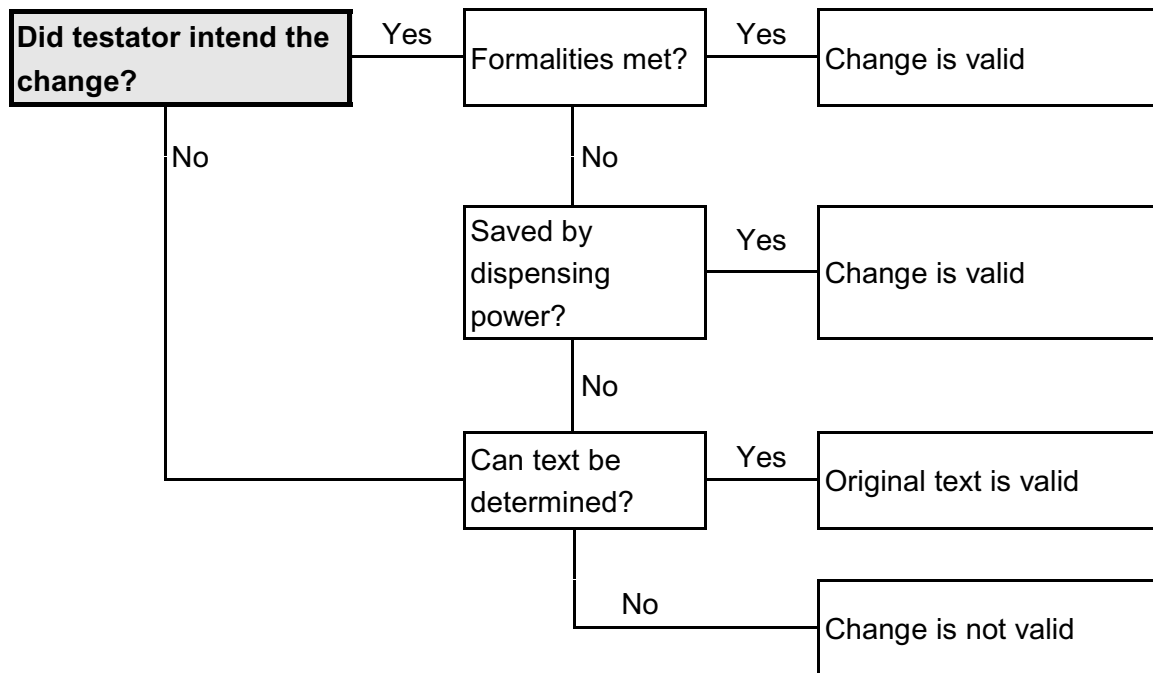 Did testator intend the
change?
Yes
Formalities met?
Yes
Change is valid
No
No
Saved by
dispensing
power?
Yes
Change is valid
No
Can text be
determined?
Yes
Original text is valid
No
Change is not valid